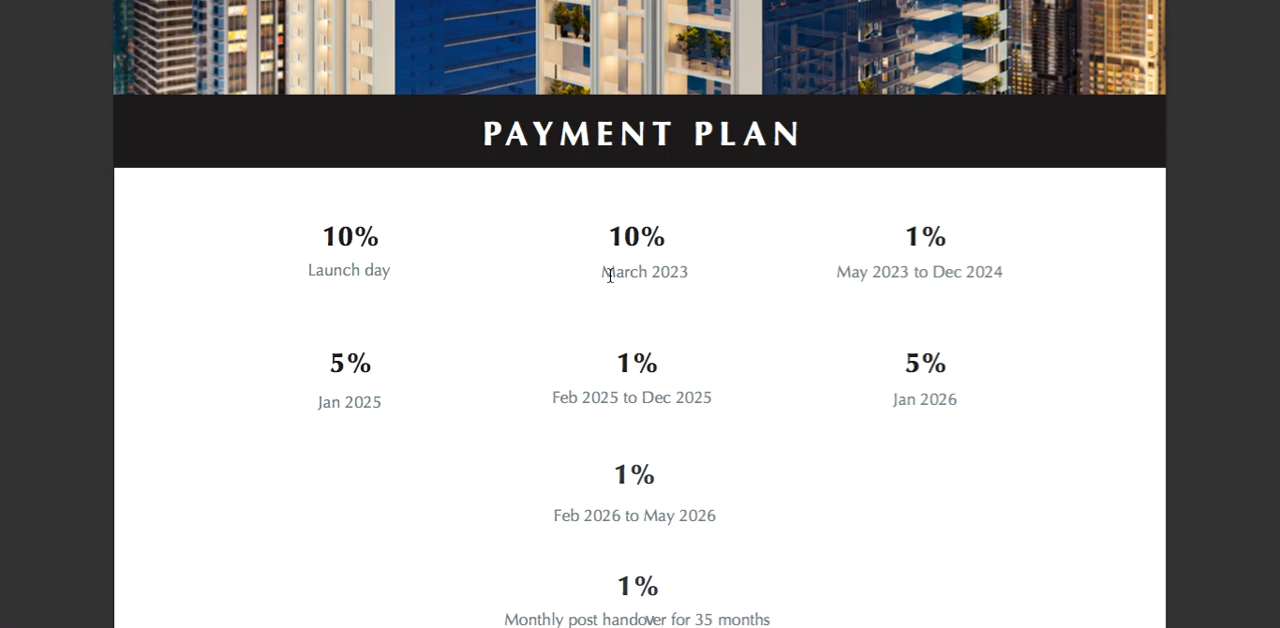 PAYMENT PLAN
10%
Launch day
10%
March 2023
1%
May 2023 to Dec 2024
5%
Jan 2025
1%
Feb 2025 to Dec 2025
5%
Jan 2026
1%
Feb 2026 to May 2026
1%
Monthly post handover for 35 months